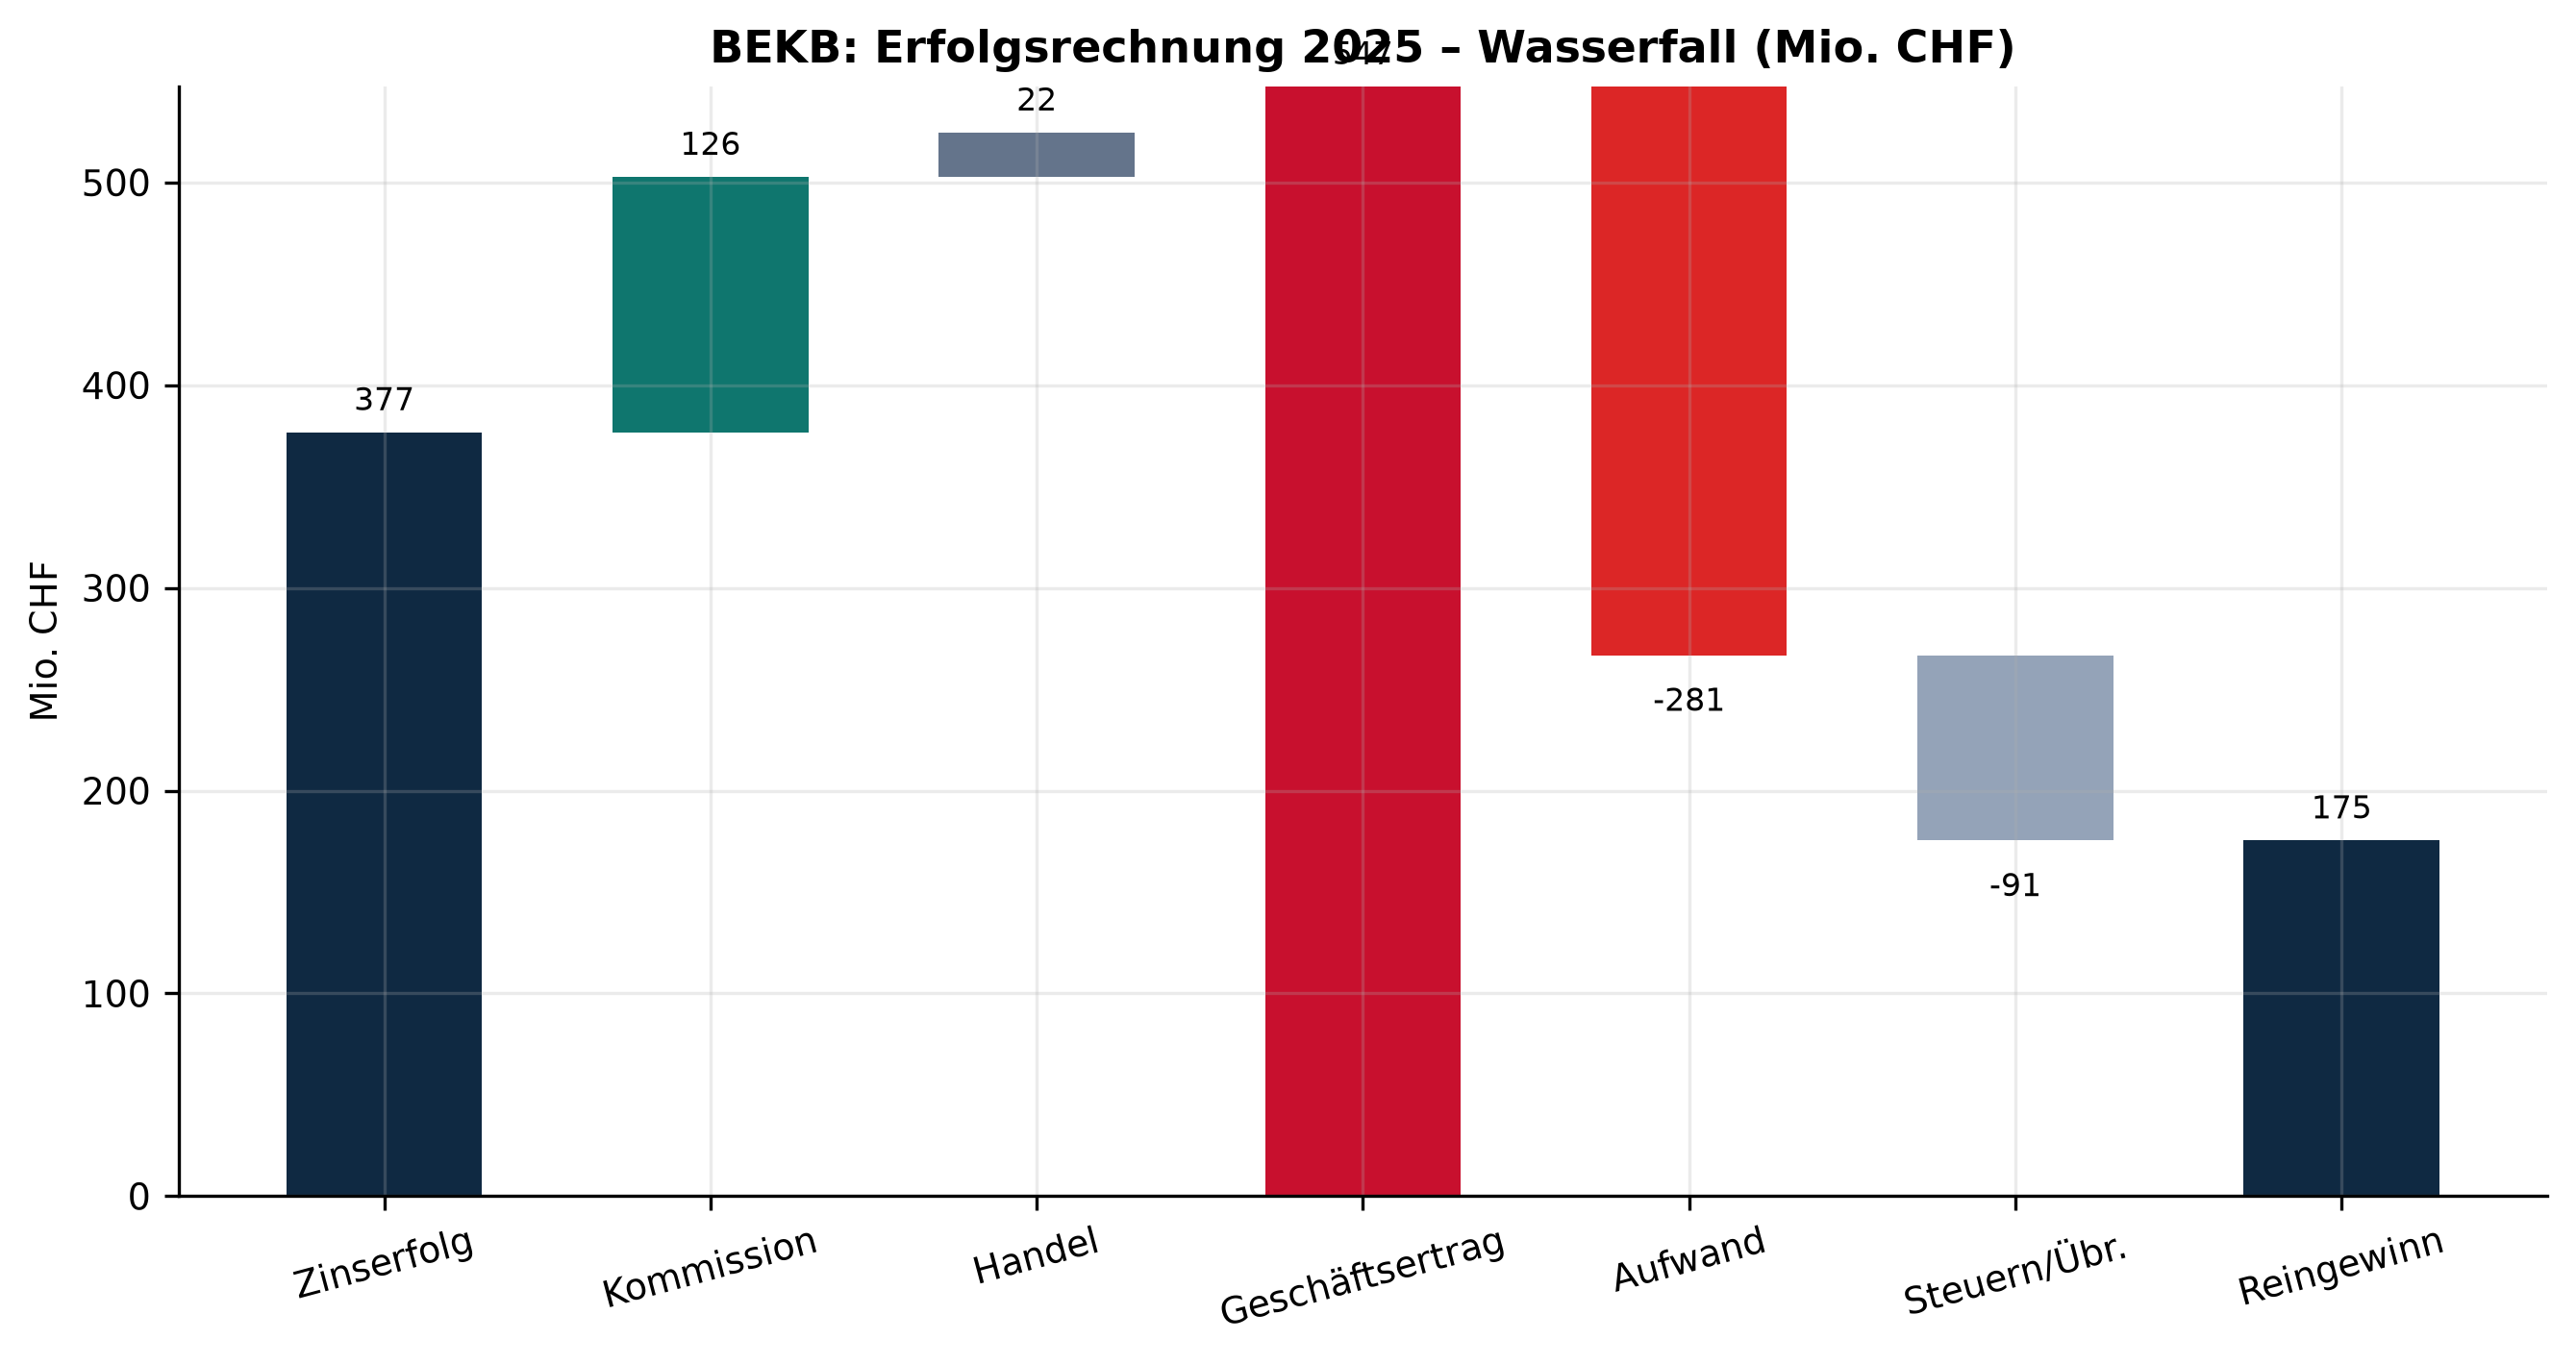 BEKB: Erfolgsrechnung 2025 – Wasserfall (Mio. CHF)
547
22
126
500
377
400
Mio. CHF
300
-281
200
175
-91
100
0
Zinserfolg
Kommission
Handel
Geschäftsertrag
Aufwand
Steuern/Übr.
Reingewinn